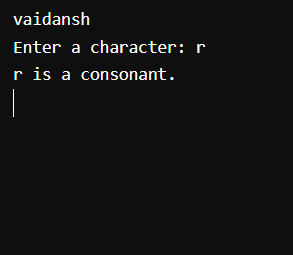 vaidansh
Enter a character: r
r is a consonant.